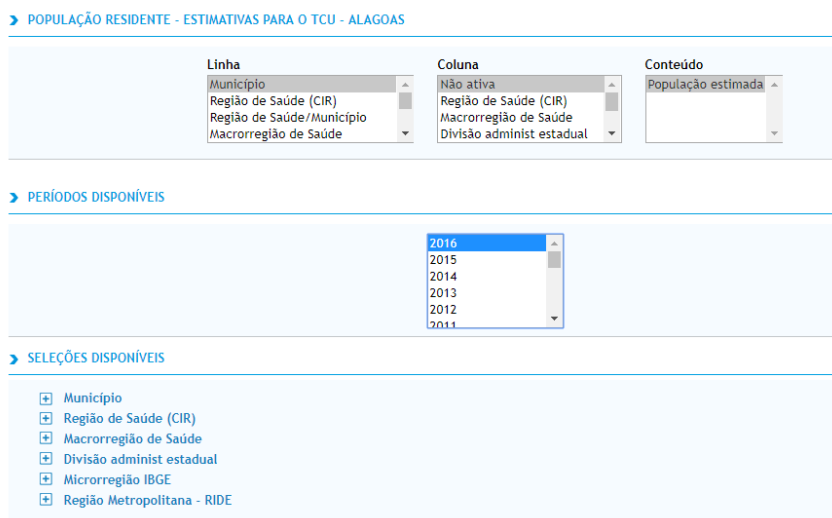 POPULAÇÃO RESIDENTE - ESTIMATIVAS PARA O TCU - ALAGOAS
Linha Coluna Conteúdo
Município Não ativa População estimada
Região de Saúde (CIR) Região de Saúde (CIR)
Região de Saúde/Município Macrorregião de Saúde
Macrorregião de Saúde Divisão administ estadual
PERÍODOS DISPONÍVEIS
2016
2015
2014
2013
2012
2011
SELEÇÕES DISPONÍVEIS
Município
Região de Saúde (CIR)
Macrorregião de Saúde
Divisão administ estadual
Microrregião IBGE
Região Metropolitana - RIDE